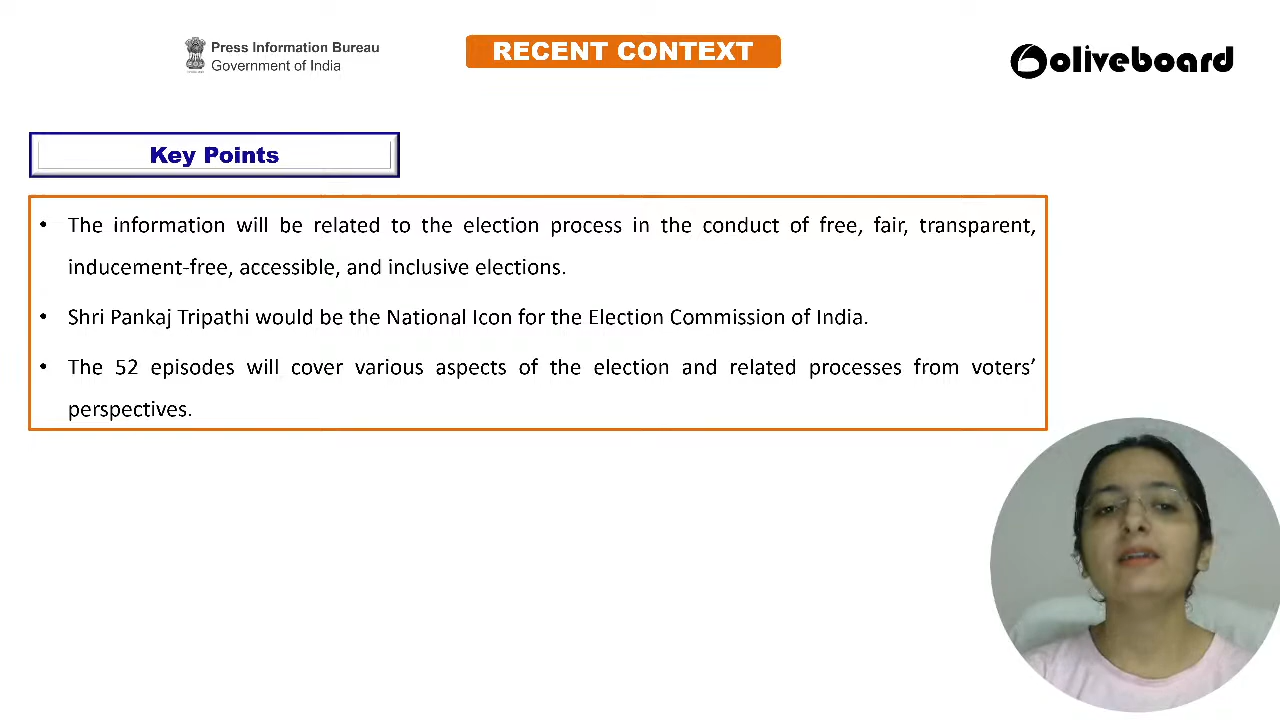 Press Information Bureau
Government of India
RECENT CONTEXT
oliveboard
Key Points
• The information will be related to the election process in the conduct of free, fair, transparent,
inducement-free, accessible, and inclusive elections.
• Shri Pankaj Tripathi would be the National Icon for the Election Commission of India.
• The 52 episodes will cover various aspects of the election and related processes from voters’
perspectives.